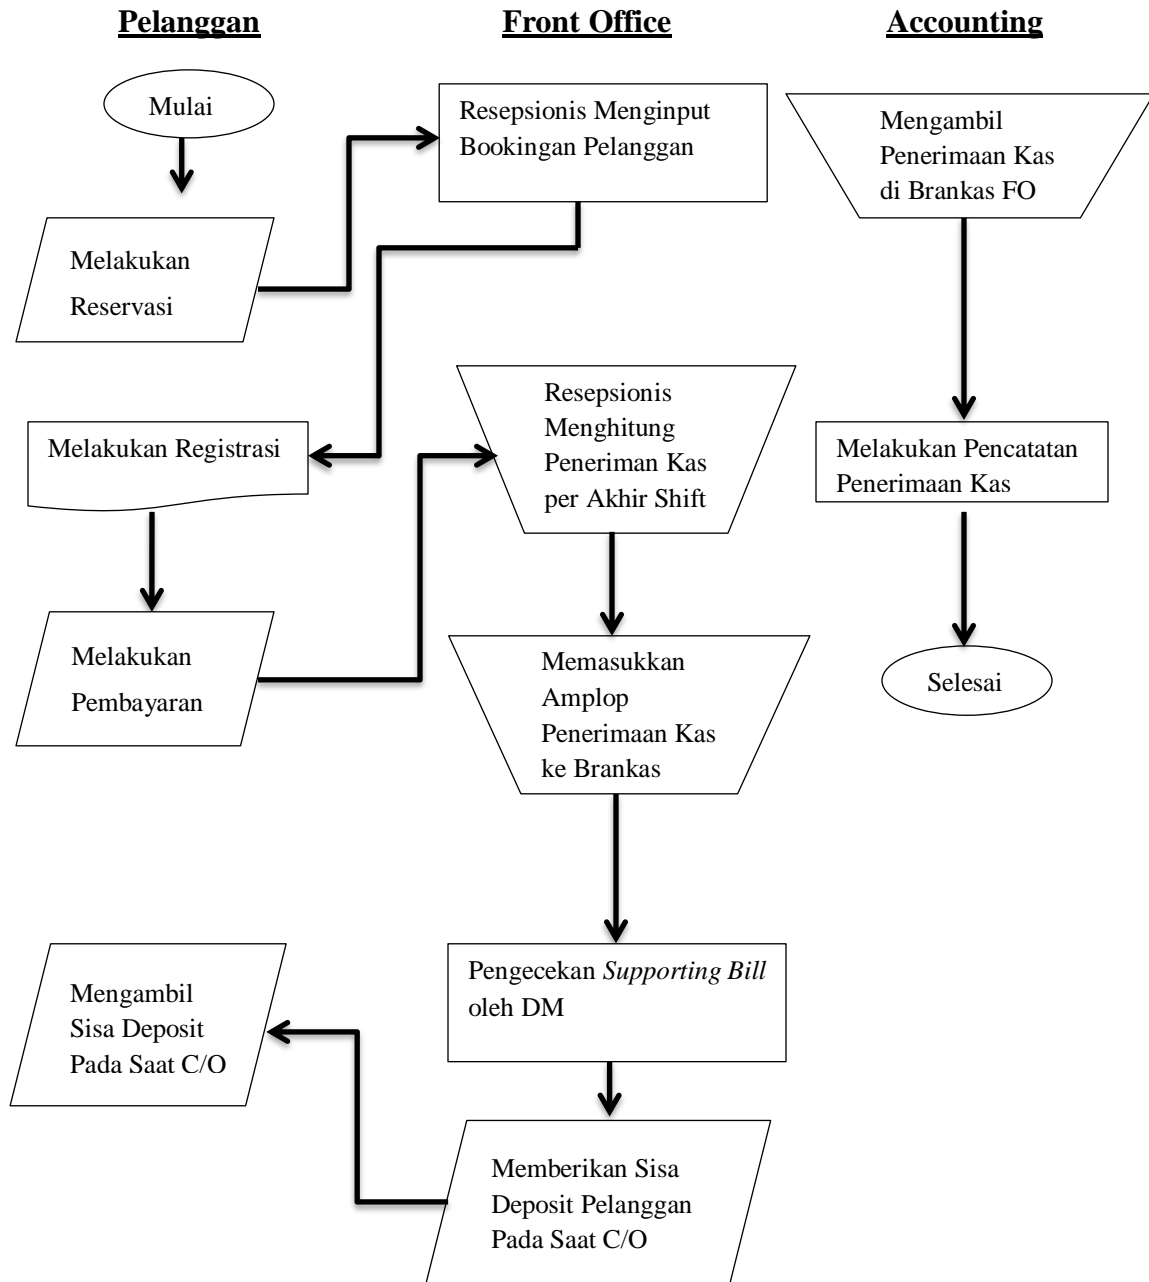 Pelanggan
Front Office
Accounting
Mulai
Resepsionis Menginput
Bookingan Pelanggan
Mengambil
Penerimaan Kas
di Brankas FO
Melakukan
Reservasi
Resepsionis
Menghitung
Peneriman Kas
per Akhir Shift
Melakukan Registrasi
Melakukan Pencatatan
Penerimaan Kas
Melakukan
Pembayaran
Memasukkan
Amplop
Penerimaan Kas
ke Brankas
Selesai
Pengecekan Supporting Bill
oleh DM
Mengambil
Sisa Deposit
Pada Saat C/O
Memberikan Sisa
Deposit Pelanggan
Pada Saat C/O